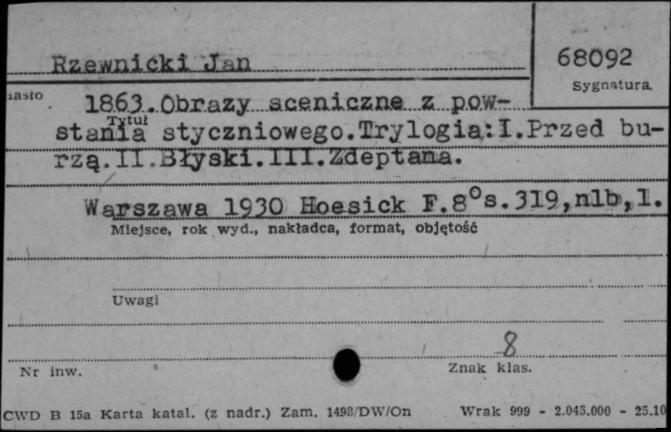 Rzewnicki Jan
68092
Sygnatura
iasło
1863.Obrazy sceniczne z pow-
Tytuł
stania styczniowego.Trylogia:I.Przed bu-
rzą.II.Błyski.III.Zdeptana.
Warszawa 1930 Hoesick F.8°s.319,nlb,1.
Miejsce, rok wyd., nakładca, format, objętość
Uwagi
8
Nr inw.
Znak klas.
CWD B 15a Karta katal. (z nadr.) Zam. 1498/DW/On
Wrak 999 - 2.045.000 - 25.10